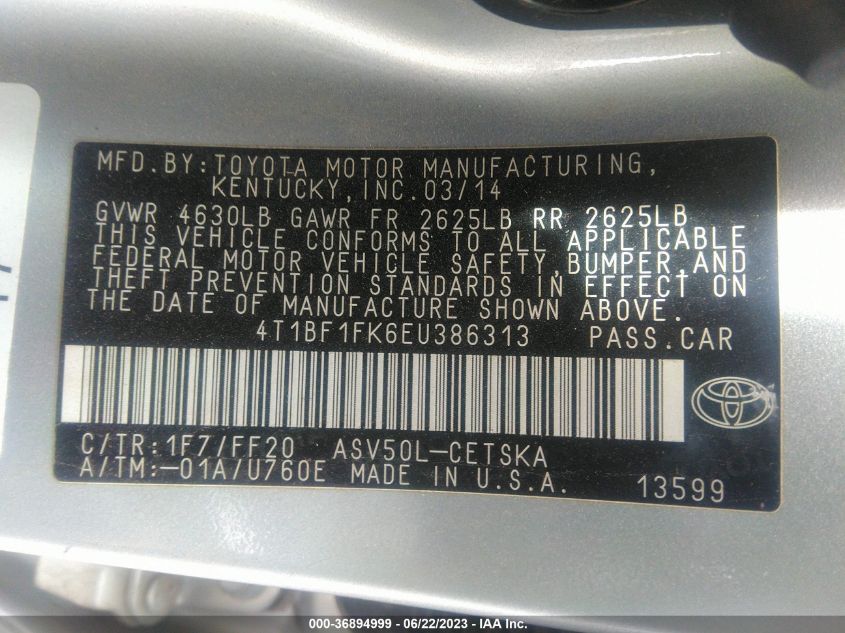 MFD. BY: TOYOTA MOTOR MANUFACTURING,
KENTUCKY, INC. 03/14
GVWR 4630LB GAWR FR 2625LB RR 2625LB
THIS VEHICLE CONFORMS TO ALL APPLICABLE
FEDERAL MOTOR VEHICLE SAFETY, BUMPER, AND
THEFT PREVENTION STANDARDS IN EFFECT ON
THE DATE OF MANUFACTURE SHOWN ABOVE.
4T1BF1FK6EU386313 PASS. CAR
C/TR: 1F7/FF20 ASV50L-CETSKA
A/TM: -01A/U760E MADE IN U.S.A. 13599
000-36894999 - 06/22/2023 - IAA Inc.